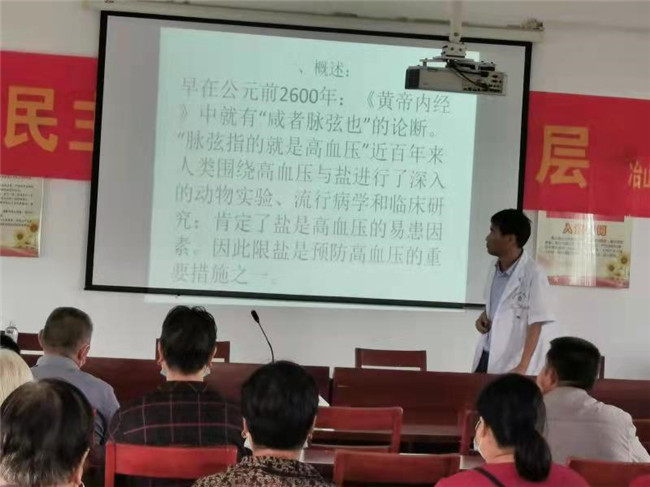 一、概述：
早在公元前2600年：《黄帝内经
》中就有“咸者脉弦也”的论断。
“脉弦指的就是高血压”近百年来
人类围绕高血压与盐进行了深入
的动物实验、流行病学和临床研
究：肯定了盐是高血压的易患因
素。因此限盐是预防高血压的重
要措施之一。
民主
层
冶山